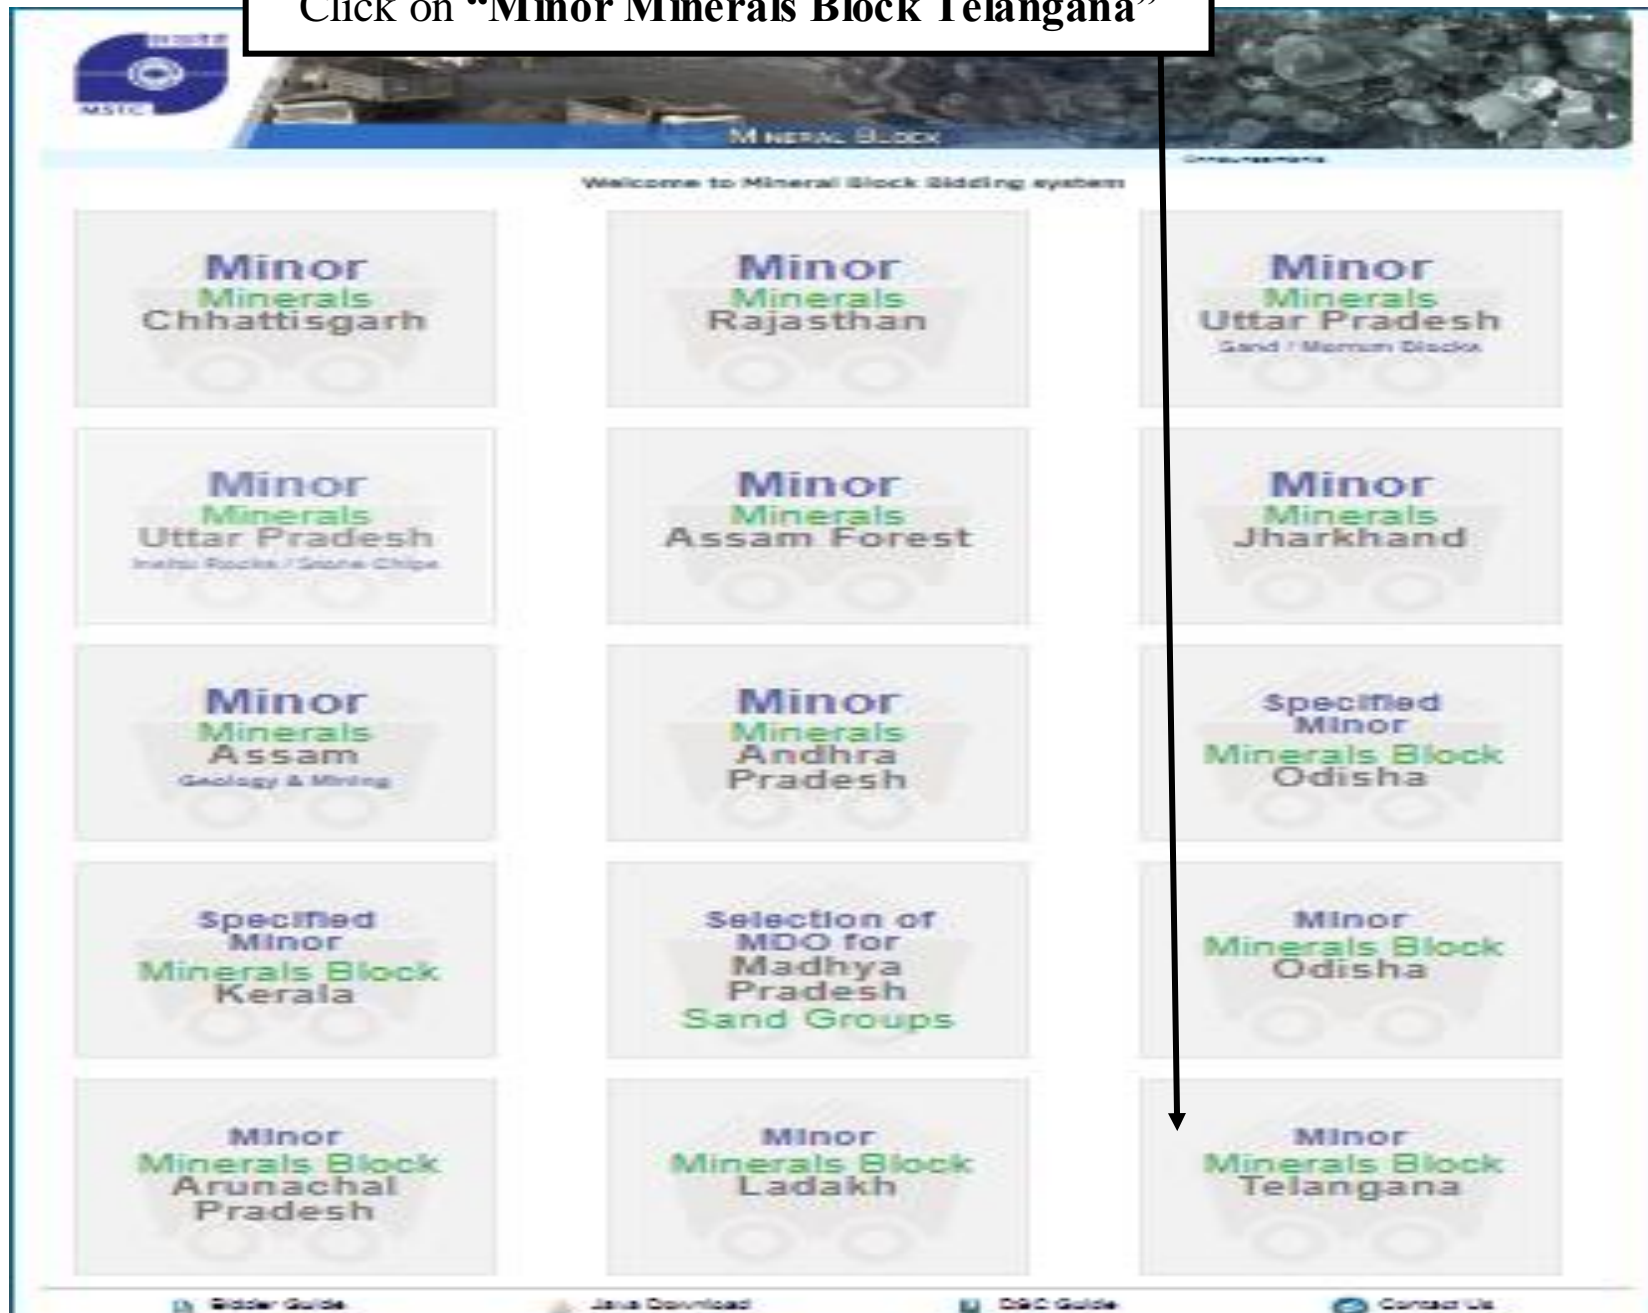 Click on “Minor Minerals Block Telangana”
MSTC
MINERAL BLOCK
Welcome to Mineral Block Bidding system
Minor
Minerals
Chhattisgarh
Minor
Minerals
Rajasthan
Minor
Minerals
Uttar Pradesh
Sand / Morrum Blocks
Minor
Minerals
Uttar Pradesh
Insitu Rocks / Stone Chips
Minor
Minerals
Assam Forest
Minor
Minerals
Jharkhand
Minor
Minerals
Assam
Geology & Mining
Minor
Minerals
Andhra
Pradesh
Specified
Minor
Minerals Block
Odisha
Specified
Minor
Minerals Block
Kerala
Selection of
MDO for
Madhya
Pradesh
Sand Groups
Minor
Minerals Block
Odisha
Minor
Minerals Block
Arunachal
Pradesh
Minor
Minerals Block
Ladakh
Minor
Minerals Block
Telangana
Bidder Guide
Java Download
DSC Guide
Contact Us